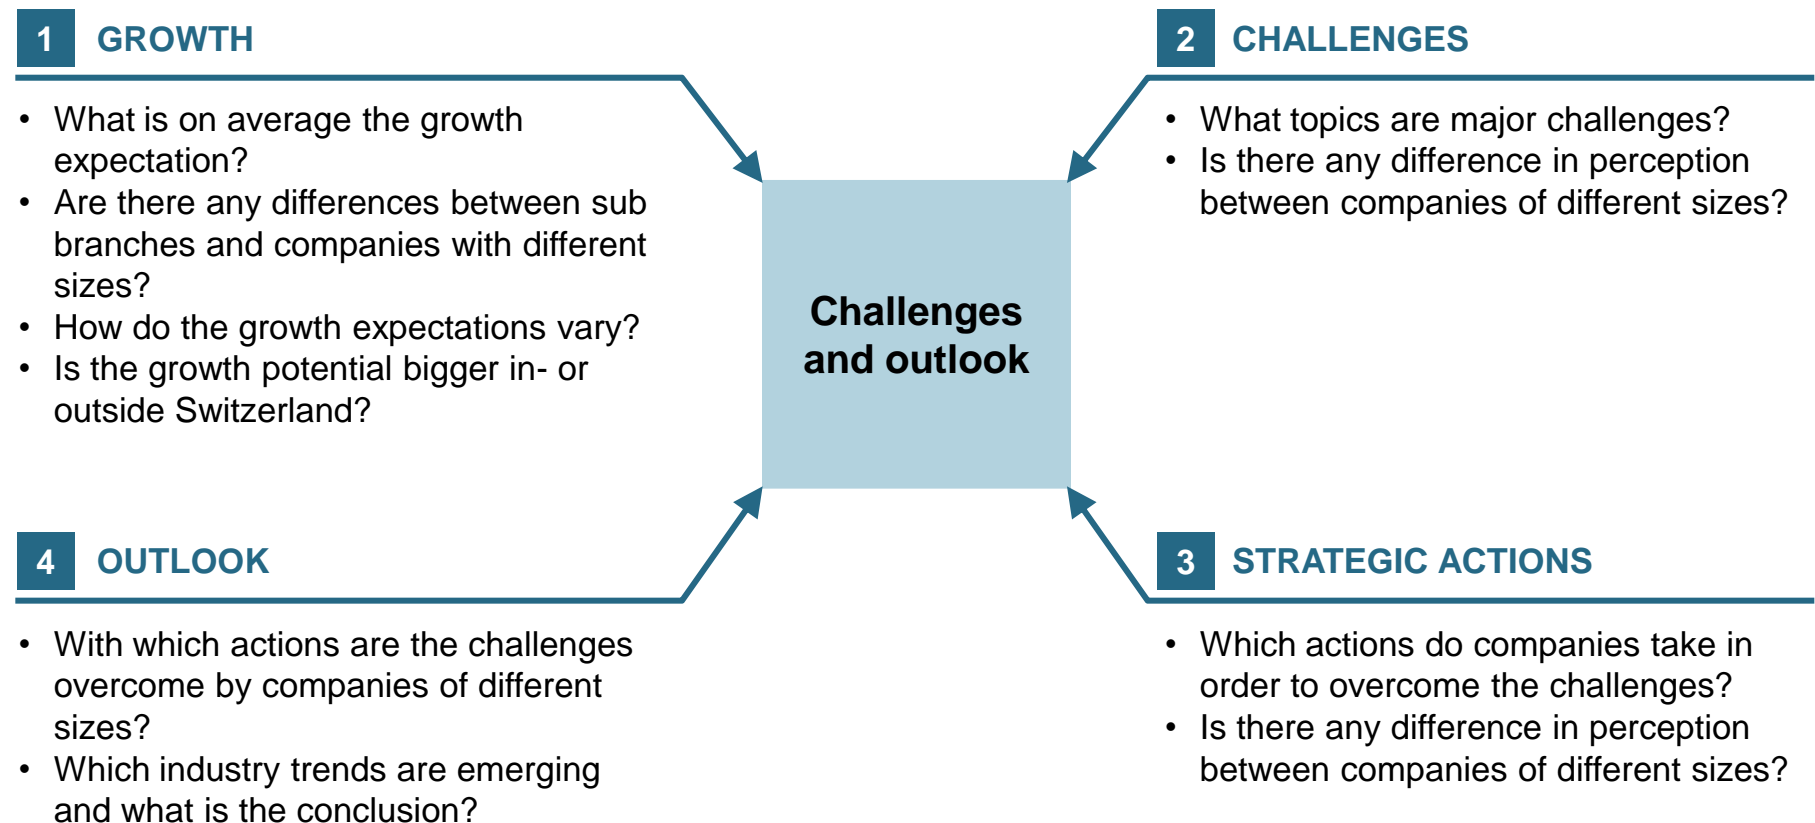 1 GROWTH
• What is on average the growth
expectation?
• Are there any differences between sub
branches and companies with different
sizes?
• How do the growth expectations vary?
• Is the growth potential bigger in- or
outside Switzerland?
2 CHALLENGES
• What topics are major challenges?
• Is there any difference in perception
between companies of different sizes?
Challenges
and outlook
4 OUTLOOK
• With which actions are the challenges
overcome by companies of different
sizes?
• Which industry trends are emerging
and what is the conclusion?
3 STRATEGIC ACTIONS
• Which actions do companies take in
order to overcome the challenges?
• Is there any difference in perception
between companies of different sizes?